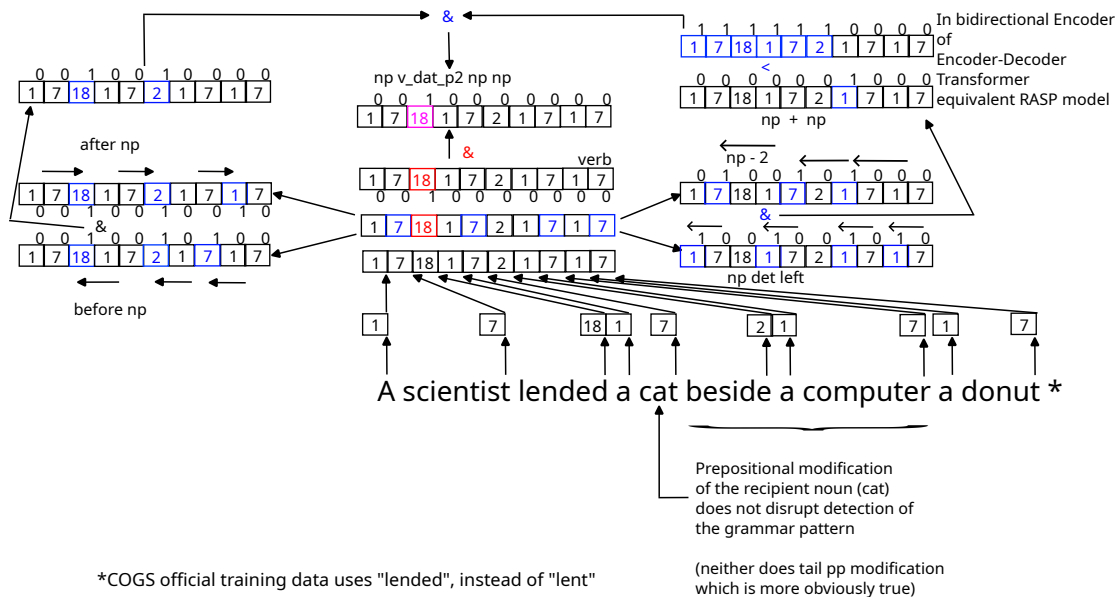 &
In bidirectional Encoder
of
Encoder-Decoder
Transformer
equivalent RASP model
1 1 1 1 1 1 0 0 0 0
1 7 18 1 7 2 1 7 1 7
<
0 0 0 0 0 0 1 0 0 0
1 7 18 1 7 2 1 7 1 7
np + np
0 0 1 0 0 1 0 0 0 0
1 7 18 1 7 2 1 7 1 7
np v_dat_p2 np np
0 0 1 0 0 0 0 0 0 0
1 7 18 1 7 2 1 7 1 7
&
after np
1 7 18 1 7 2 1 7 1 7
0 0 1 0 0 1 0 0 1 0
&
0 0 1 0 0 1 0 1 0 0
1 7 18 1 7 2 1 7 1 7
before np
verb
1 7 18 1 7 2 1 7 1 7
0 0 1 0 0 0 0 0 0 0
1 7 18 1 7 2 1 7 1 7
1 7 18 1 7 2 1 7 1 7
np - 2
0 1 0 0 1 0 1 0 0 0
1 7 18 1 7 2 1 7 1 7
&
1 0 0 1 0 0 1 0 1 0
1 7 18 1 7 2 1 7 1 7
np det left
1 7 18 1 7 2 1 7 1 7
A scientist lended a cat beside a computer a donut *
Prepositional modification
of the recipient noun (cat)
does not disrupt detection of
the grammar pattern
(neither does tail pp modification
which is more obviously true)
*COGS official training data uses "lended", instead of "lent"